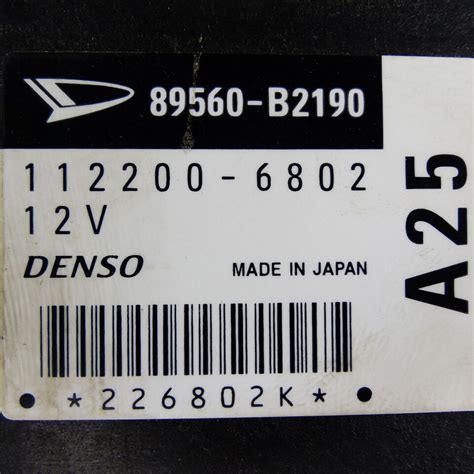 89560-B2190
112200-6802
12V
DENSO MADE IN JAPAN
*226802K*
A25